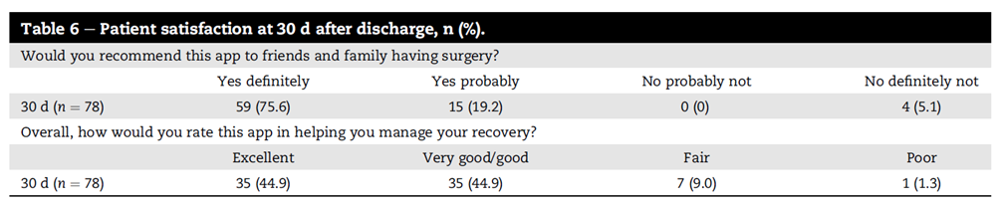 Table 6 – Patient satisfaction at 30 d after discharge, n (%).
Would you recommend this app to friends and family having surgery?
Yes definitely Yes probably No probably not No definitely not
30 d (n = 78) 59 (75.6) 15 (19.2) 0 (0) 4 (5.1)
Overall, how would you rate this app in helping you manage your recovery?
Excellent Very good/good Fair Poor
30 d (n = 78) 35 (44.9) 35 (44.9) 7 (9.0) 1 (1.3)